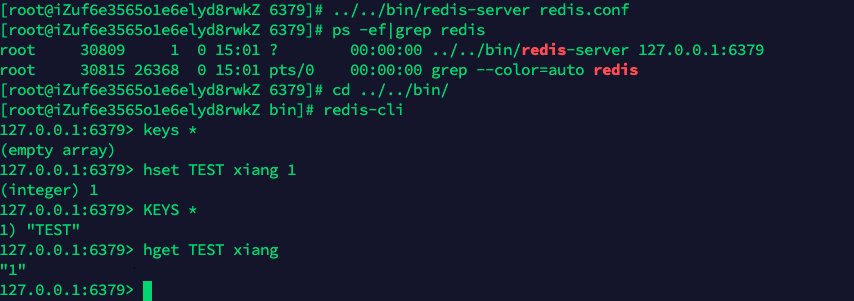 [root@iZuf6e3565o1e6elyd8rwkZ 6379]# ../../bin/redis-server redis.conf
[root@iZuf6e3565o1e6elyd8rwkZ 6379]# ps -ef|grep redis
root     30809     1  0 15:01 ?        00:00:00 ../../bin/redis-server 127.0.0.1:6379
root     30815 26368  0 15:01 pts/0    00:00:00 grep --color=auto redis
[root@iZuf6e3565o1e6elyd8rwkZ 6379]# cd ../../bin/
[root@iZuf6e3565o1e6elyd8rwkZ bin]# redis-cli
127.0.0.1:6379> keys *
(empty array)
127.0.0.1:6379> hset TEST xiang 1
(integer) 1
127.0.0.1:6379> KEYS *
1) "TEST"
127.0.0.1:6379> hget TEST xiang
"1"
127.0.0.1:6379>